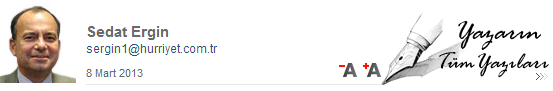 Sedat Ergin
sergin1@hurriyet.com.tr
8 Mart 2013
-A +A
Yazarın
Tüm Yazıları